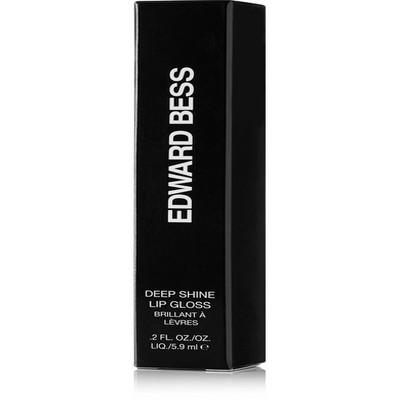 EDWARD BESS
DEEP SHINE
LIP GLOSS
BRILLANT À
LÈVRES
.2 FL. OZ./OZ.
LIQ./5.9 ml ℮